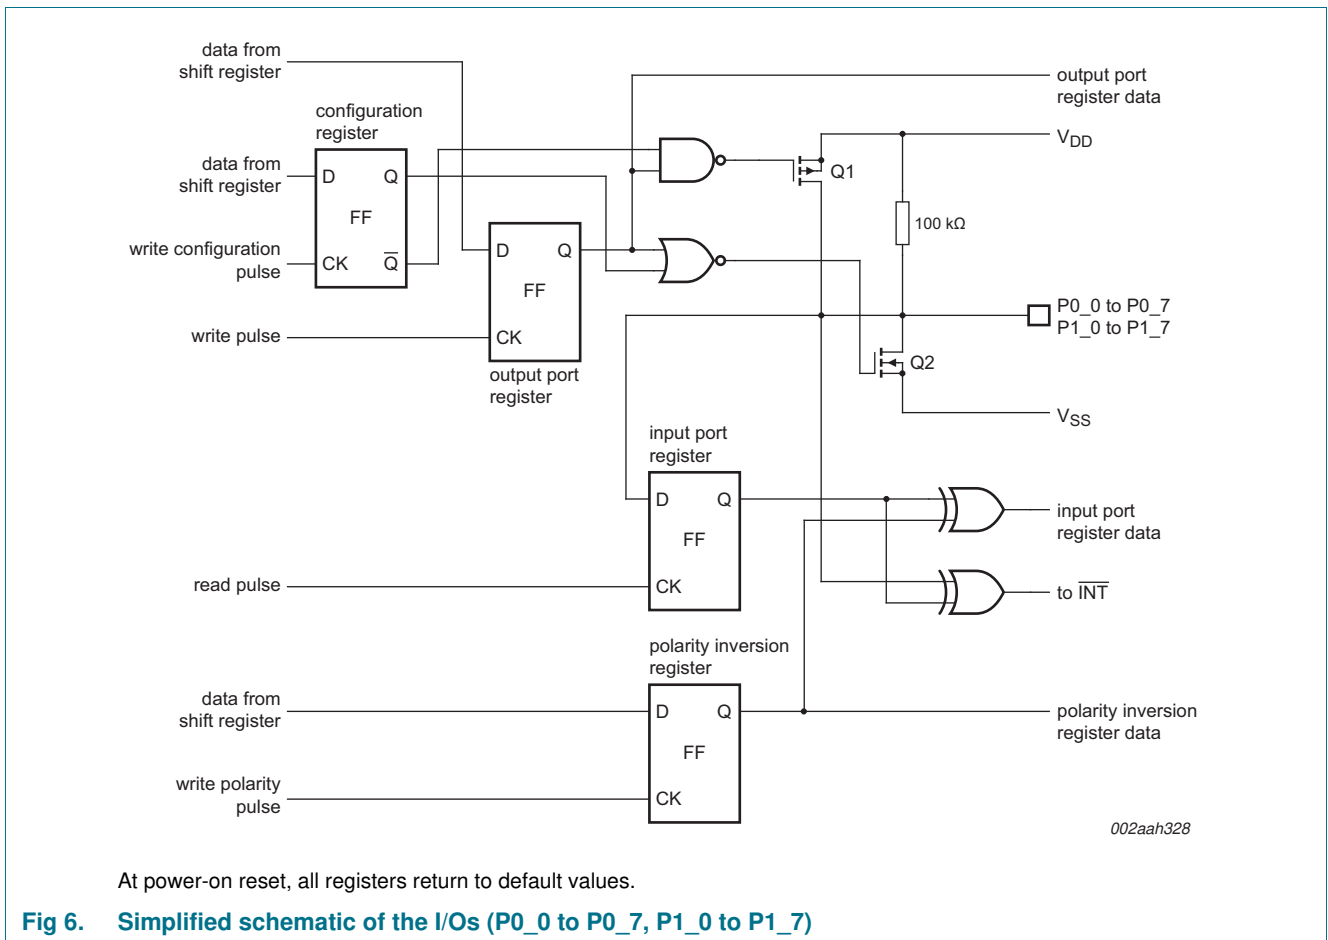 data from
shift register
output port
register data
configuration
register
V_DD
data from
shift register
D
Q
Q1
FF
100 kΩ
write configuration
pulse
CK
Q̅
D
Q
FF
P0_0 to P0_7
P1_0 to P1_7
write pulse
CK
Q2
output port
register
V_SS
input port
register
D
Q
input port
register data
FF
read pulse
CK
to I̅N̅T̅
polarity inversion
register
data from
shift register
D
Q
polarity inversion
register data
FF
write polarity
pulse
CK
002aah328
At power-on reset, all registers return to default values.
Fig 6. Simplified schematic of the I/Os (P0_0 to P0_7, P1_0 to P1_7)